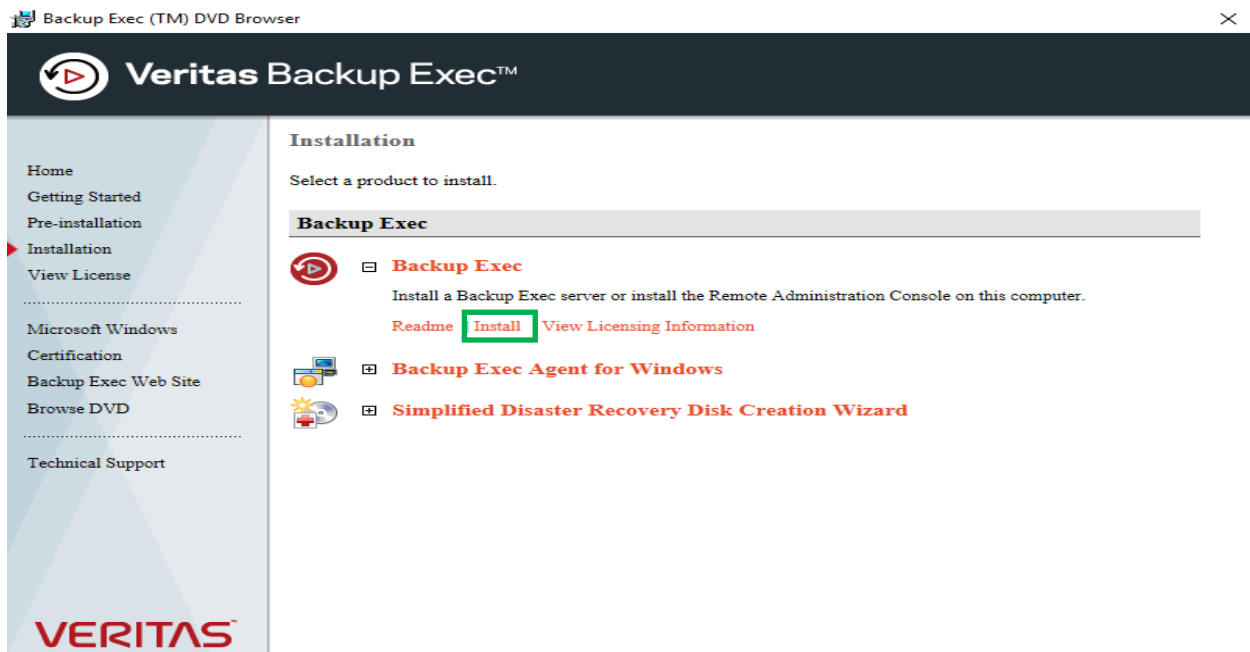 Backup Exec (TM) DVD Browser
Veritas Backup Exec™
Home
Getting Started
Pre-installation
Installation
View License
Microsoft Windows
Certification
Backup Exec Web Site
Browse DVD
Technical Support
VERITAS™
Installation
Select a product to install.
Backup Exec
Backup Exec
Install a Backup Exec server or install the Remote Administration Console on this computer.
Readme | Install View Licensing Information
Backup Exec Agent for Windows
Simplified Disaster Recovery Disk Creation Wizard